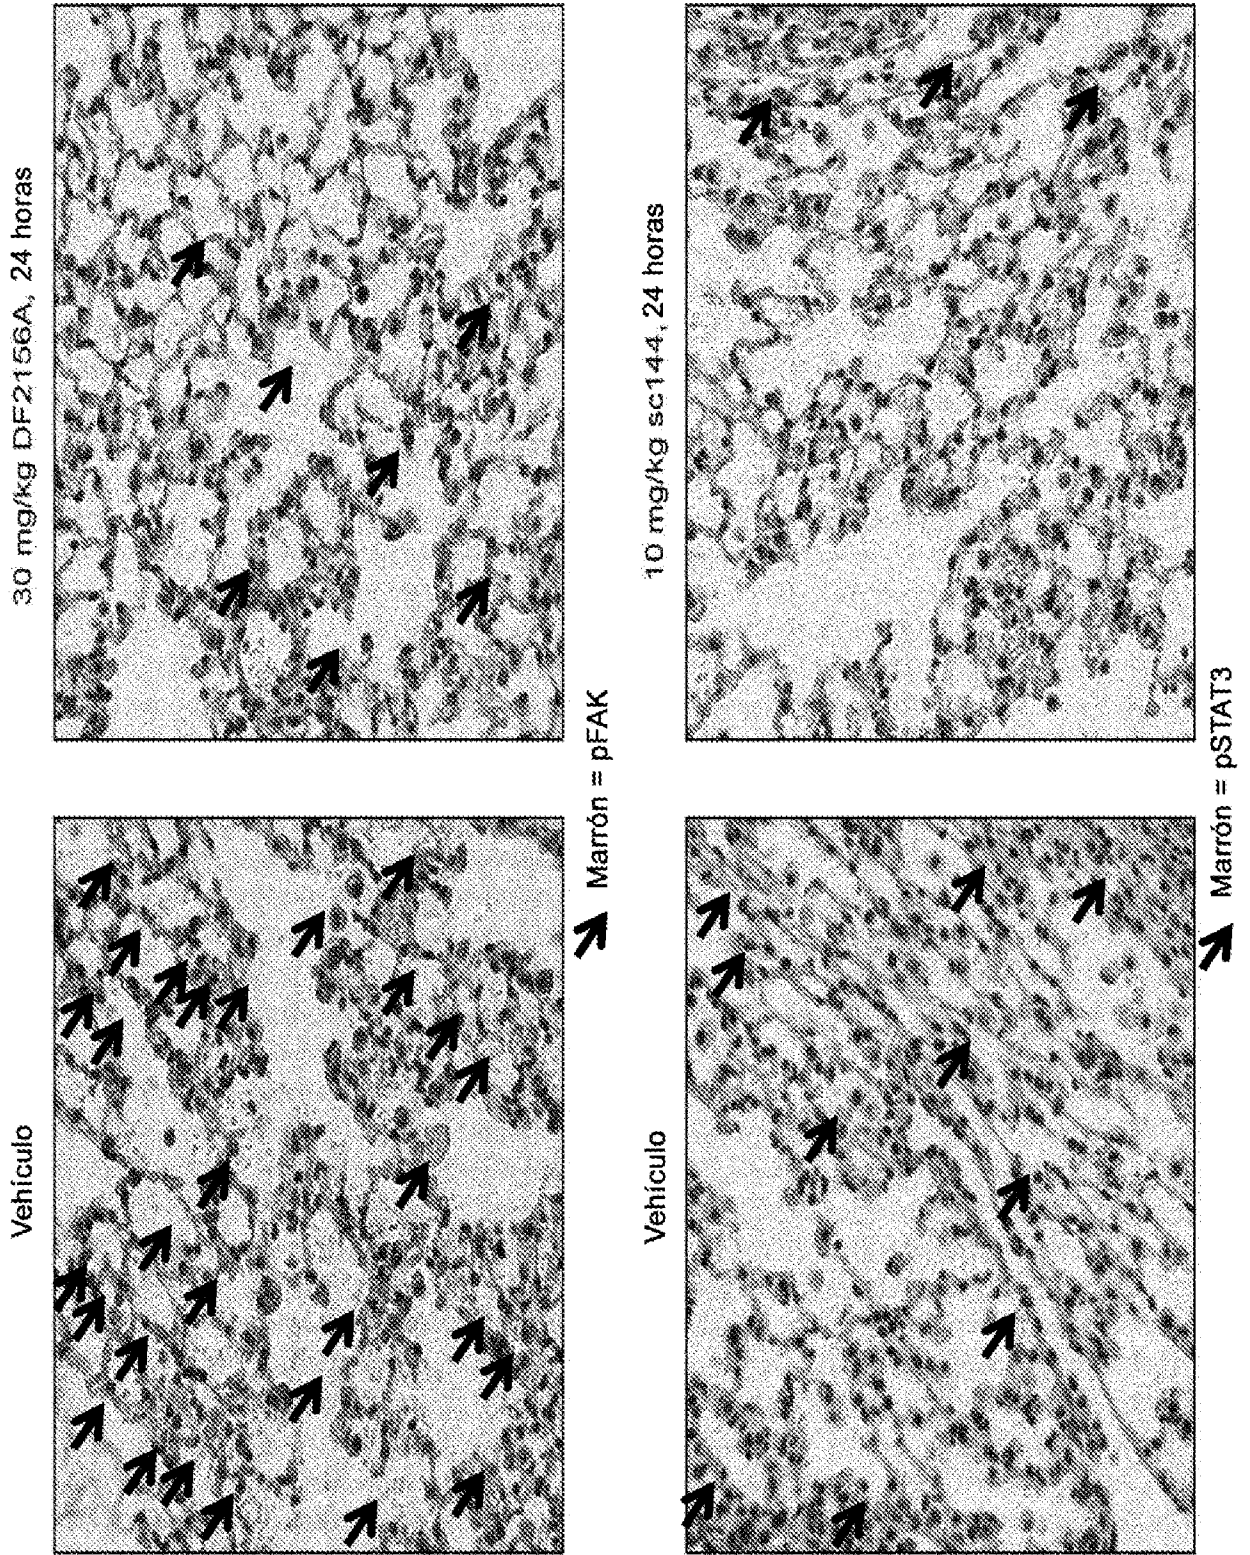 Vehículo
30 mg/kg DF2156A, 24 horas
Marrón = pFAK
Vehículo
10 mg/kg sc144, 24 horas
Marrón = pSTAT3